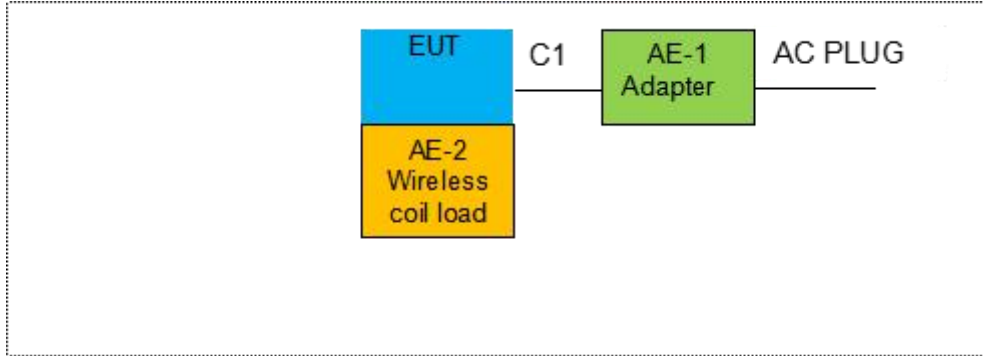 EUT
C1
AE-1
Adapter
AC PLUG
AE-2
Wireless
coil load